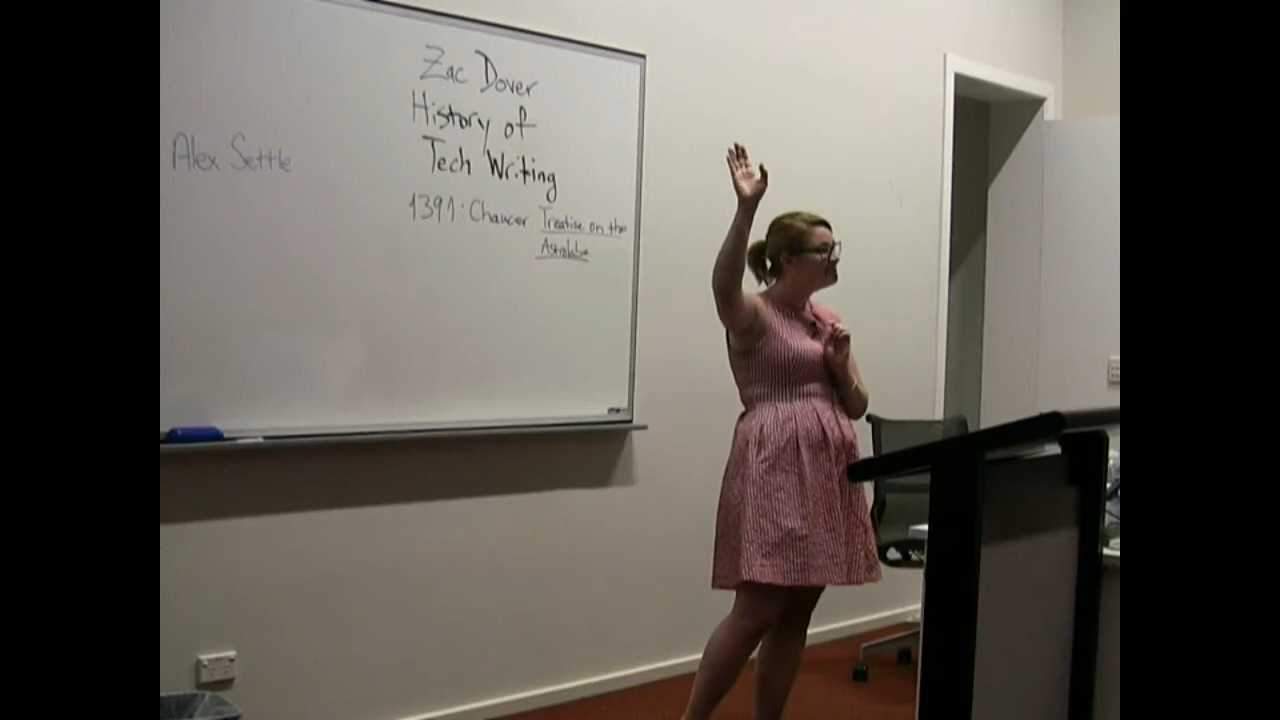 Zac Dover
History of
Tech Writing
Alex Settle
1391: Chaucer Treatise on the
Astrolabe